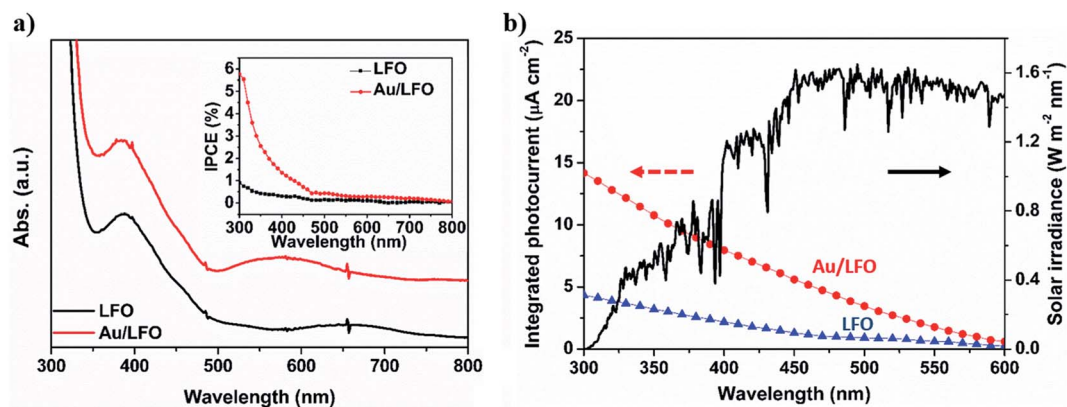 a)
Abs. (a.u.)
LFO
Au/LFO
300 400 500 600 700 800
Wavelength (nm)
IPCE (%)
6
5
4
3
2
1
0
LFO
Au/LFO
300 400 500 600 700 800
Wavelength (nm)
b)
Integrated photocurrent (μA cm⁻²)
25
20
15
10
5
0
Au/LFO
LFO
300 350 400 450 500 550 600
Wavelength (nm)
1.6
1.2
0.8
0.4
0.0
Solar irradiance (W m⁻² nm⁻¹)